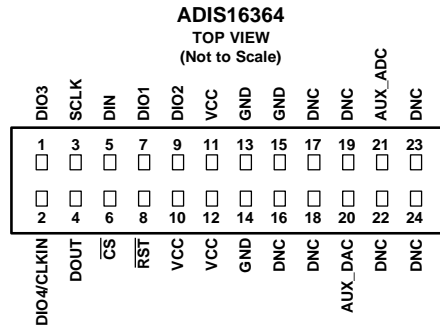 ADIS16364
TOP VIEW
(Not to Scale)
DIO3 SCLK DIN DIO1 DIO2 VCC GND GND DNC DNC AUX_ADC DNC
1 3 5 7 9 11 13 15 17 19 21 23
2 4 6 8 10 12 14 16 18 20 22 24
DIO4/CLKIN DOUT CS RST VCC VCC GND DNC DNC AUX_DAC DNC DNC